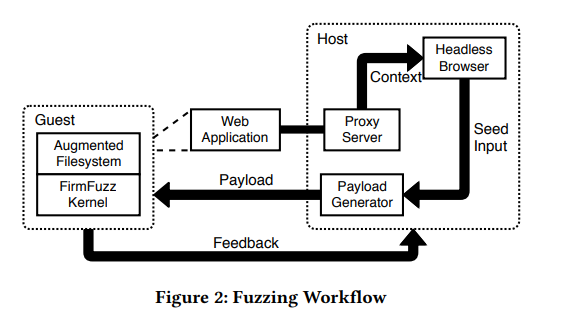 Host
Headless
Browser
Context
Guest
Web
Application
Proxy
Server
Seed
Input
Augmented
Filesystem
FirmFuzz
Kernel
Payload
Payload
Generator
Feedback
Figure 2: Fuzzing Workflow